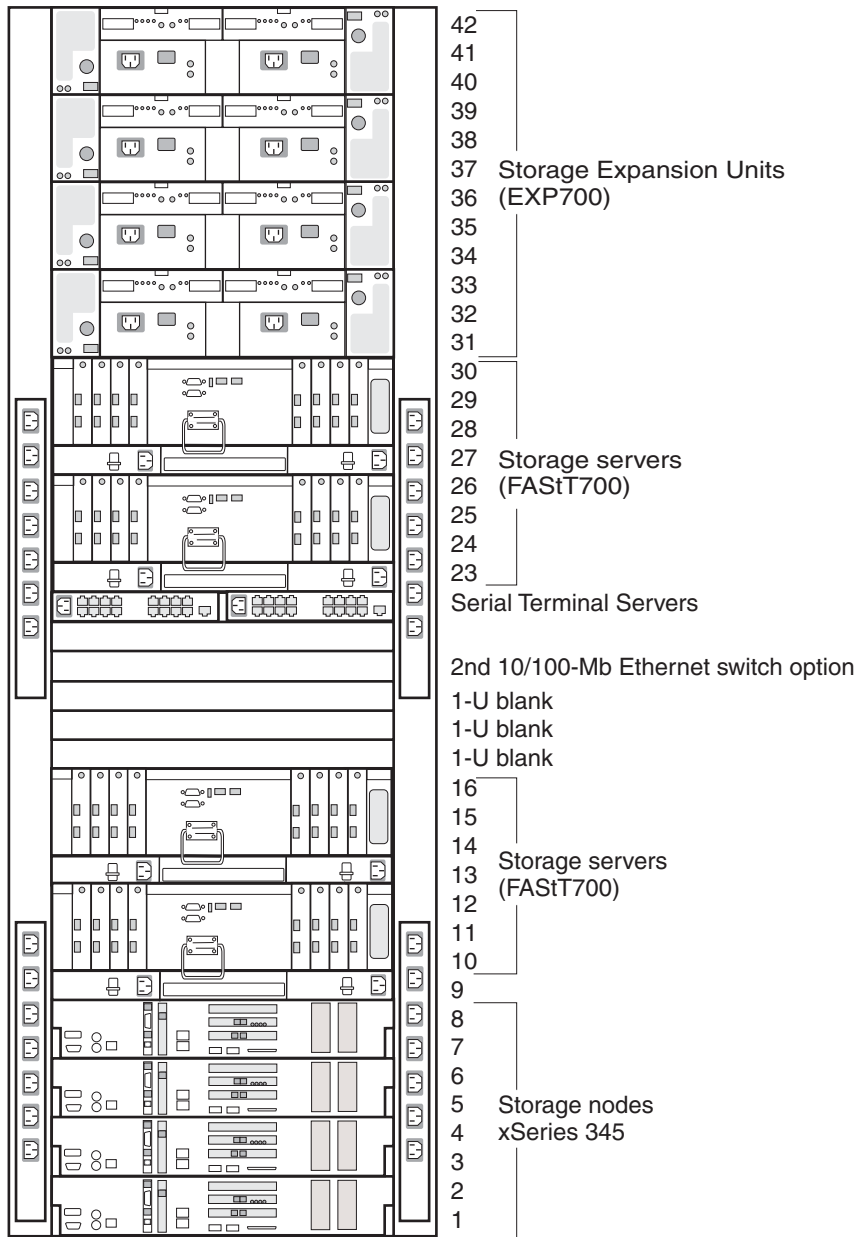 42
41
40
39
38
37
36
35
34
33
32
31
Storage Expansion Units
(EXP700)
30
29
28
27
26
25
24
23
Storage servers
(FAStT700)
Serial Terminal Servers
2nd 10/100-Mb Ethernet switch option
1-U blank
1-U blank
1-U blank
16
15
14
13
12
11
10
9
Storage servers
(FAStT700)
8
7
6
5
4
3
2
1
Storage nodes
xSeries 345